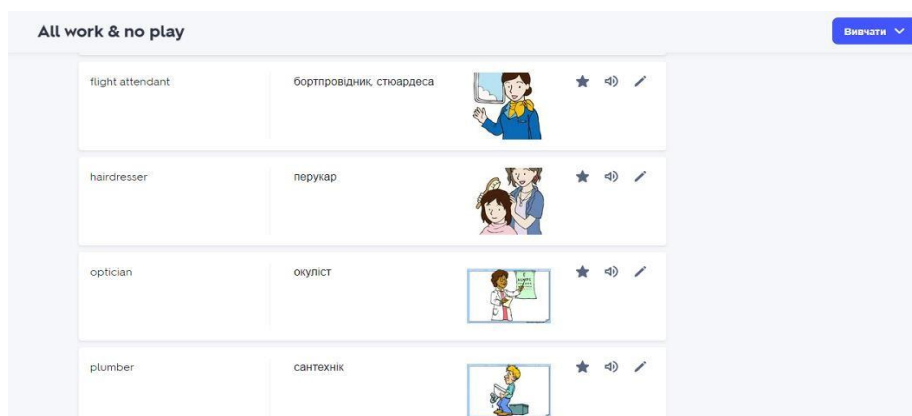 All work & no play
Вивчати
flight attendant
бортпровідник, стюардеса
hairdresser
перукар
optician
окуліст
plumber
сантехнік